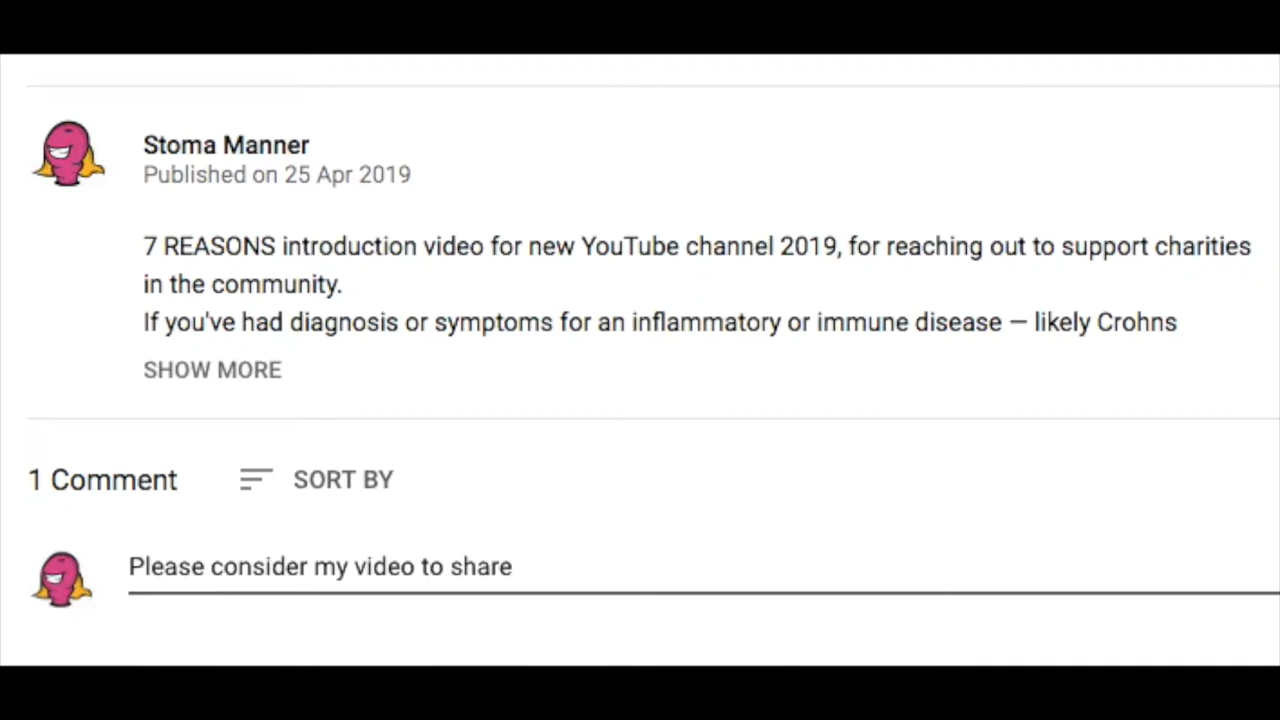 Stoma Manner
Published on 25 Apr 2019
7 REASONS introduction video for new YouTube channel 2019, for reaching out to support charities
in the community.
If you've had diagnosis or symptoms for an inflammatory or immune disease — likely Crohns
SHOW MORE
1 Comment SORT BY
Please consider my video to share